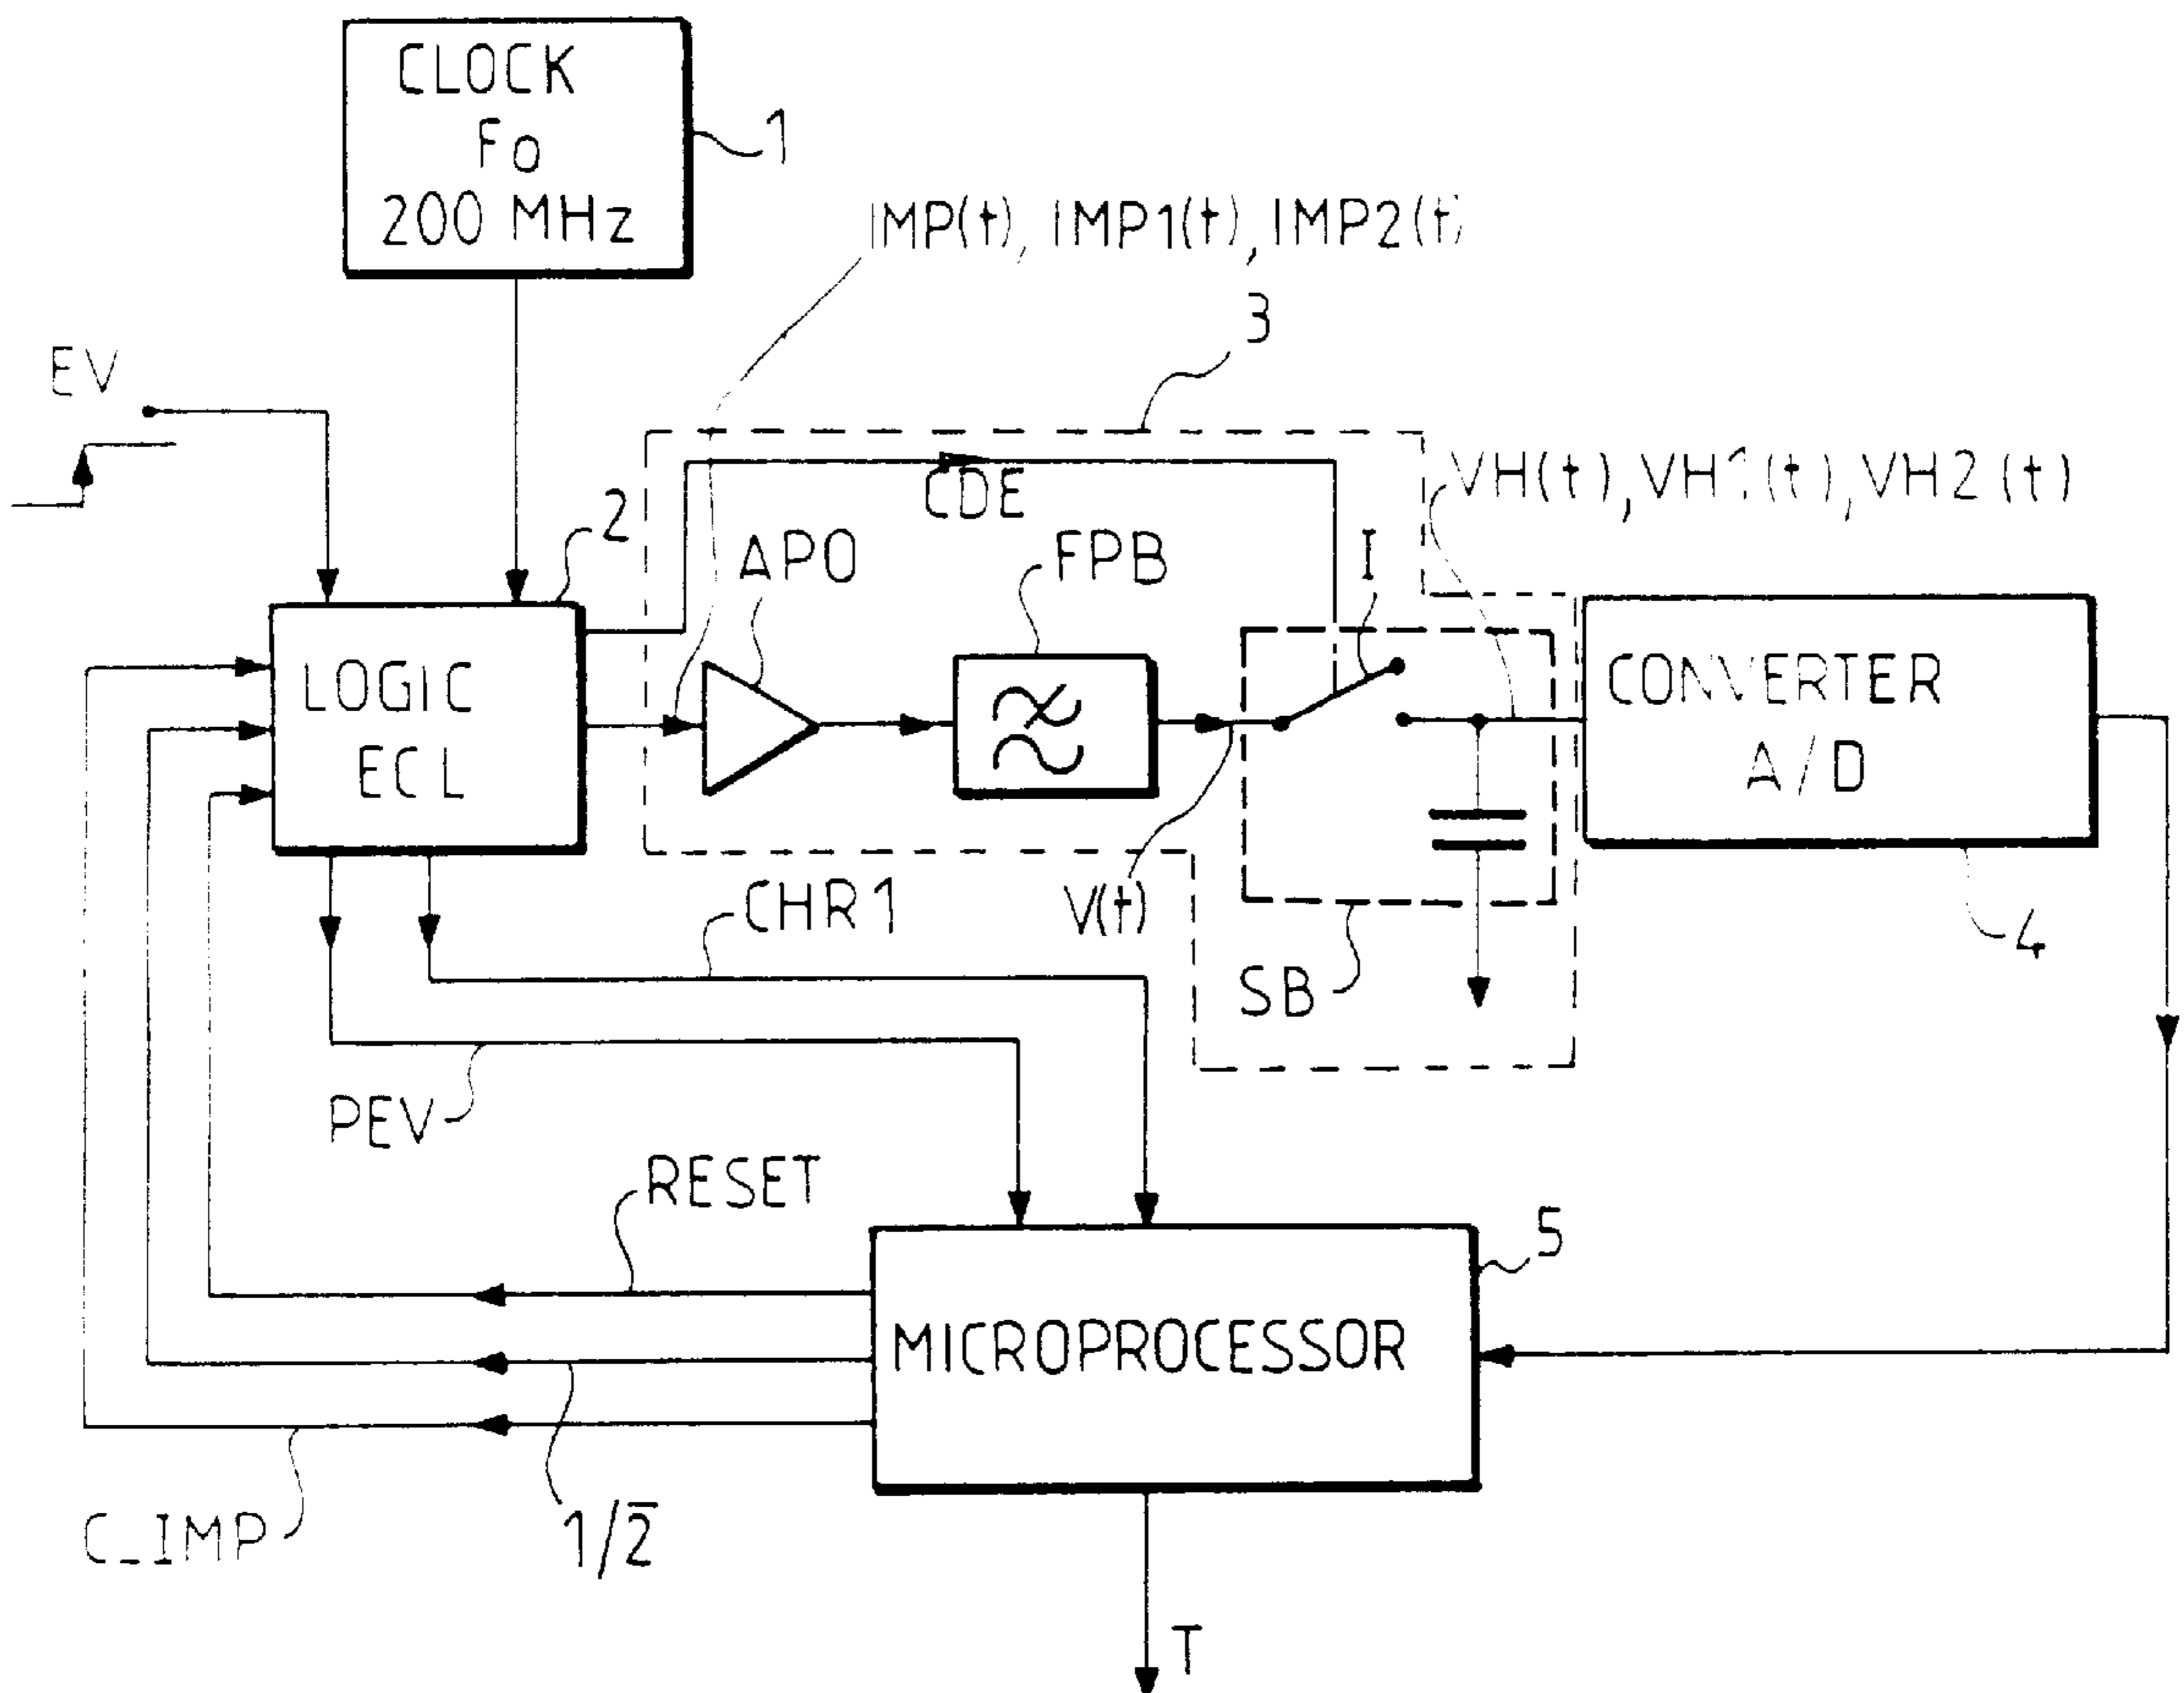 CLOCK
Fo
200 MHz
1
IMP(t), IMP1(t), IMP2(t)
3
EV
CDE
VH(t), VH1(t), VH2(t)
2
APO
FPB
I
LOGIC
ECL
CONVERTER
A/D
CHR1
V(t)
SB
4
PEV
RESET
5
MICROPROCESSOR
C_IMP
1/2̅
T